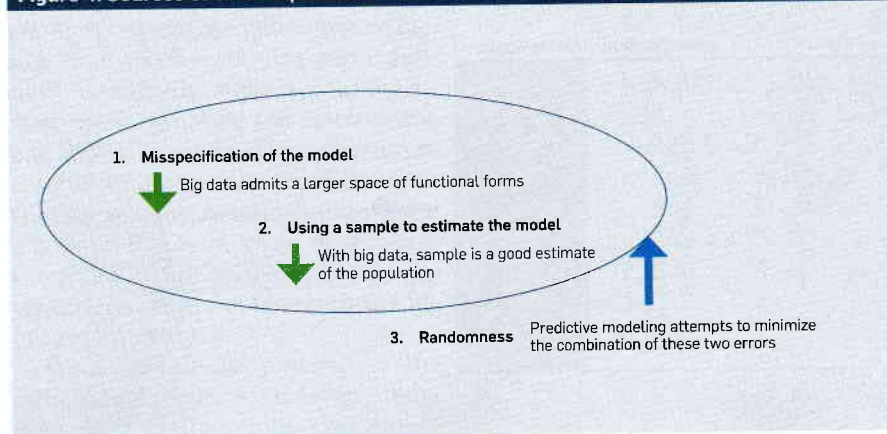 1. Misspecification of the model
Big data admits a larger space of functional forms
2. Using a sample to estimate the model
With big data, sample is a good estimate
of the population
3. Randomness
Predictive modeling attempts to minimize
the combination of these two errors